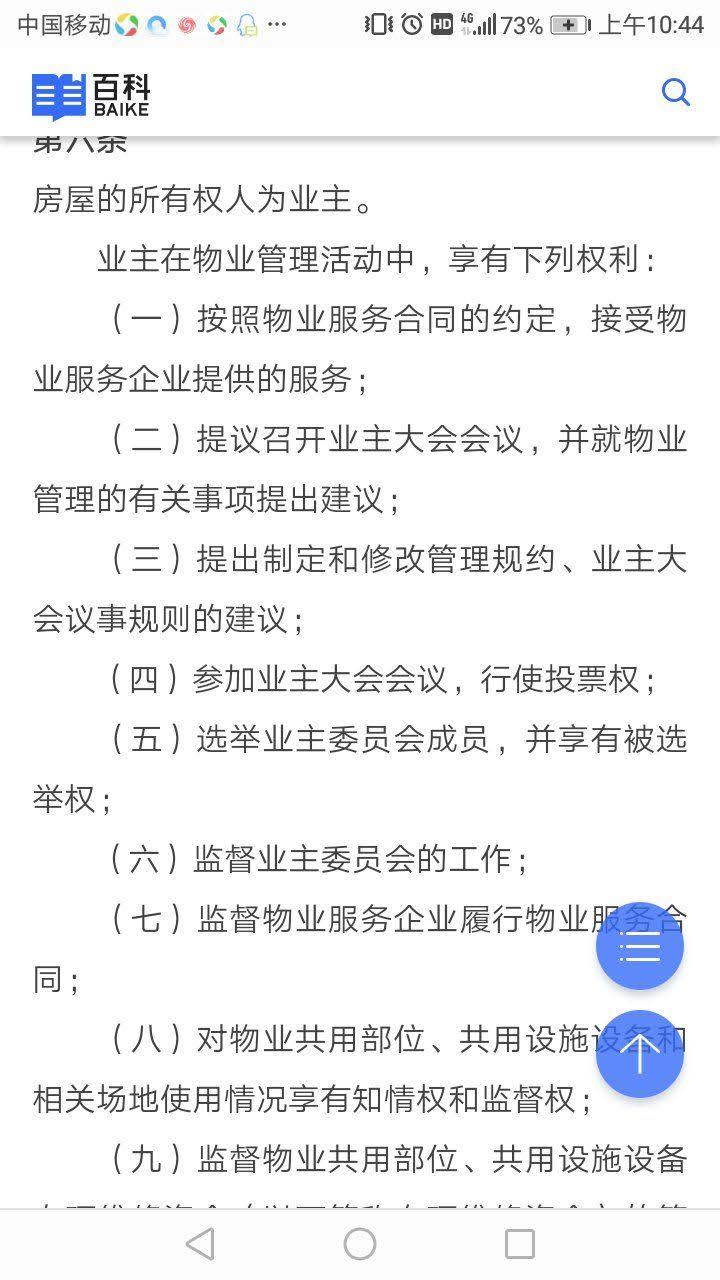 中国移动 ··· HD 4G 73% 上午10:44
百科
BAIKE
第六条
房屋的所有权人为业主。
业主在物业管理活动中，享有下列权利：
（一）按照物业服务合同的约定，接受物
业服务企业提供的服务；
（二）提议召开业主大会会议，并就物业
管理的有关事项提出建议；
（三）提出制定和修改管理规约、业主大
会议事规则的建议；
（四）参加业主大会会议，行使投票权；
（五）选举业主委员会成员，并享有被选
举权；
（六）监督业主委员会的工作；
（七）监督物业服务企业履行物业服务合
同；
（八）对物业共用部位、共用设施设备和
相关场地使用情况享有知情权和监督权；
（九）监督物业共用部位、共用设施设备